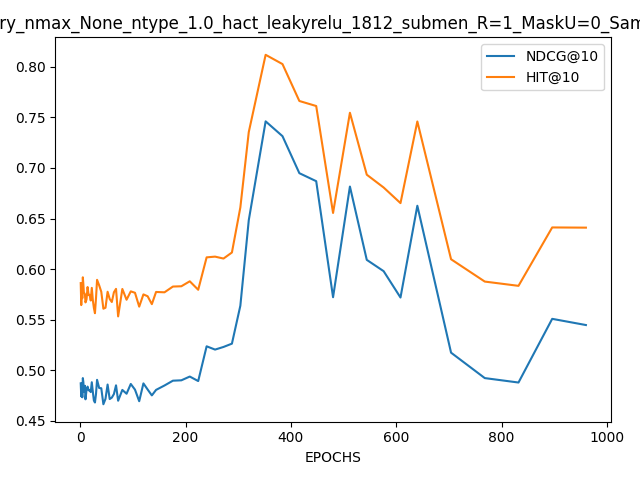 ry_nmax_None_ntype_1.0_hact_leakyrelu_1812_submen_R=1_MaskU=0_Sam
NDCG@10
HIT@10
0.80
0.75
0.70
0.65
0.60
0.55
0.50
0.45
0 200 400 600 800 1000
EPOCHS